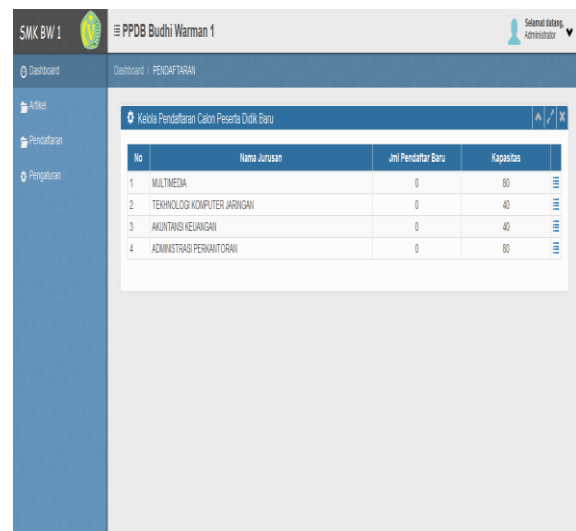 SMK BW 1
PPDB Budhi Warman 1
Selamat datang,
Administrator
Dashboard
Artikel
Pendaftaran
Pengaturan
Dashboard / PENDAFTARAN
Kelola Pendaftaran Calon Peserta Didik Baru
No Nama Jurusan Jml Pendaftar Baru Kapasitas
1 MULTIMEDIA 0 80
2 TEKHNOLOGI KOMPUTER JARINGAN 0 40
3 AKUNTANSI KEUANGAN 0 40
4 ADMINISTRASI PERKANTORAN 0 80